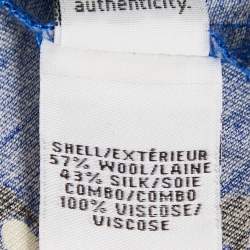 authenticity.
SHELL/EXTÉRIEUR
57% WOOL/LAINE
43% SILK/SOIE
COMBO/COMBO
100% VISCOSE/
VISCOSE